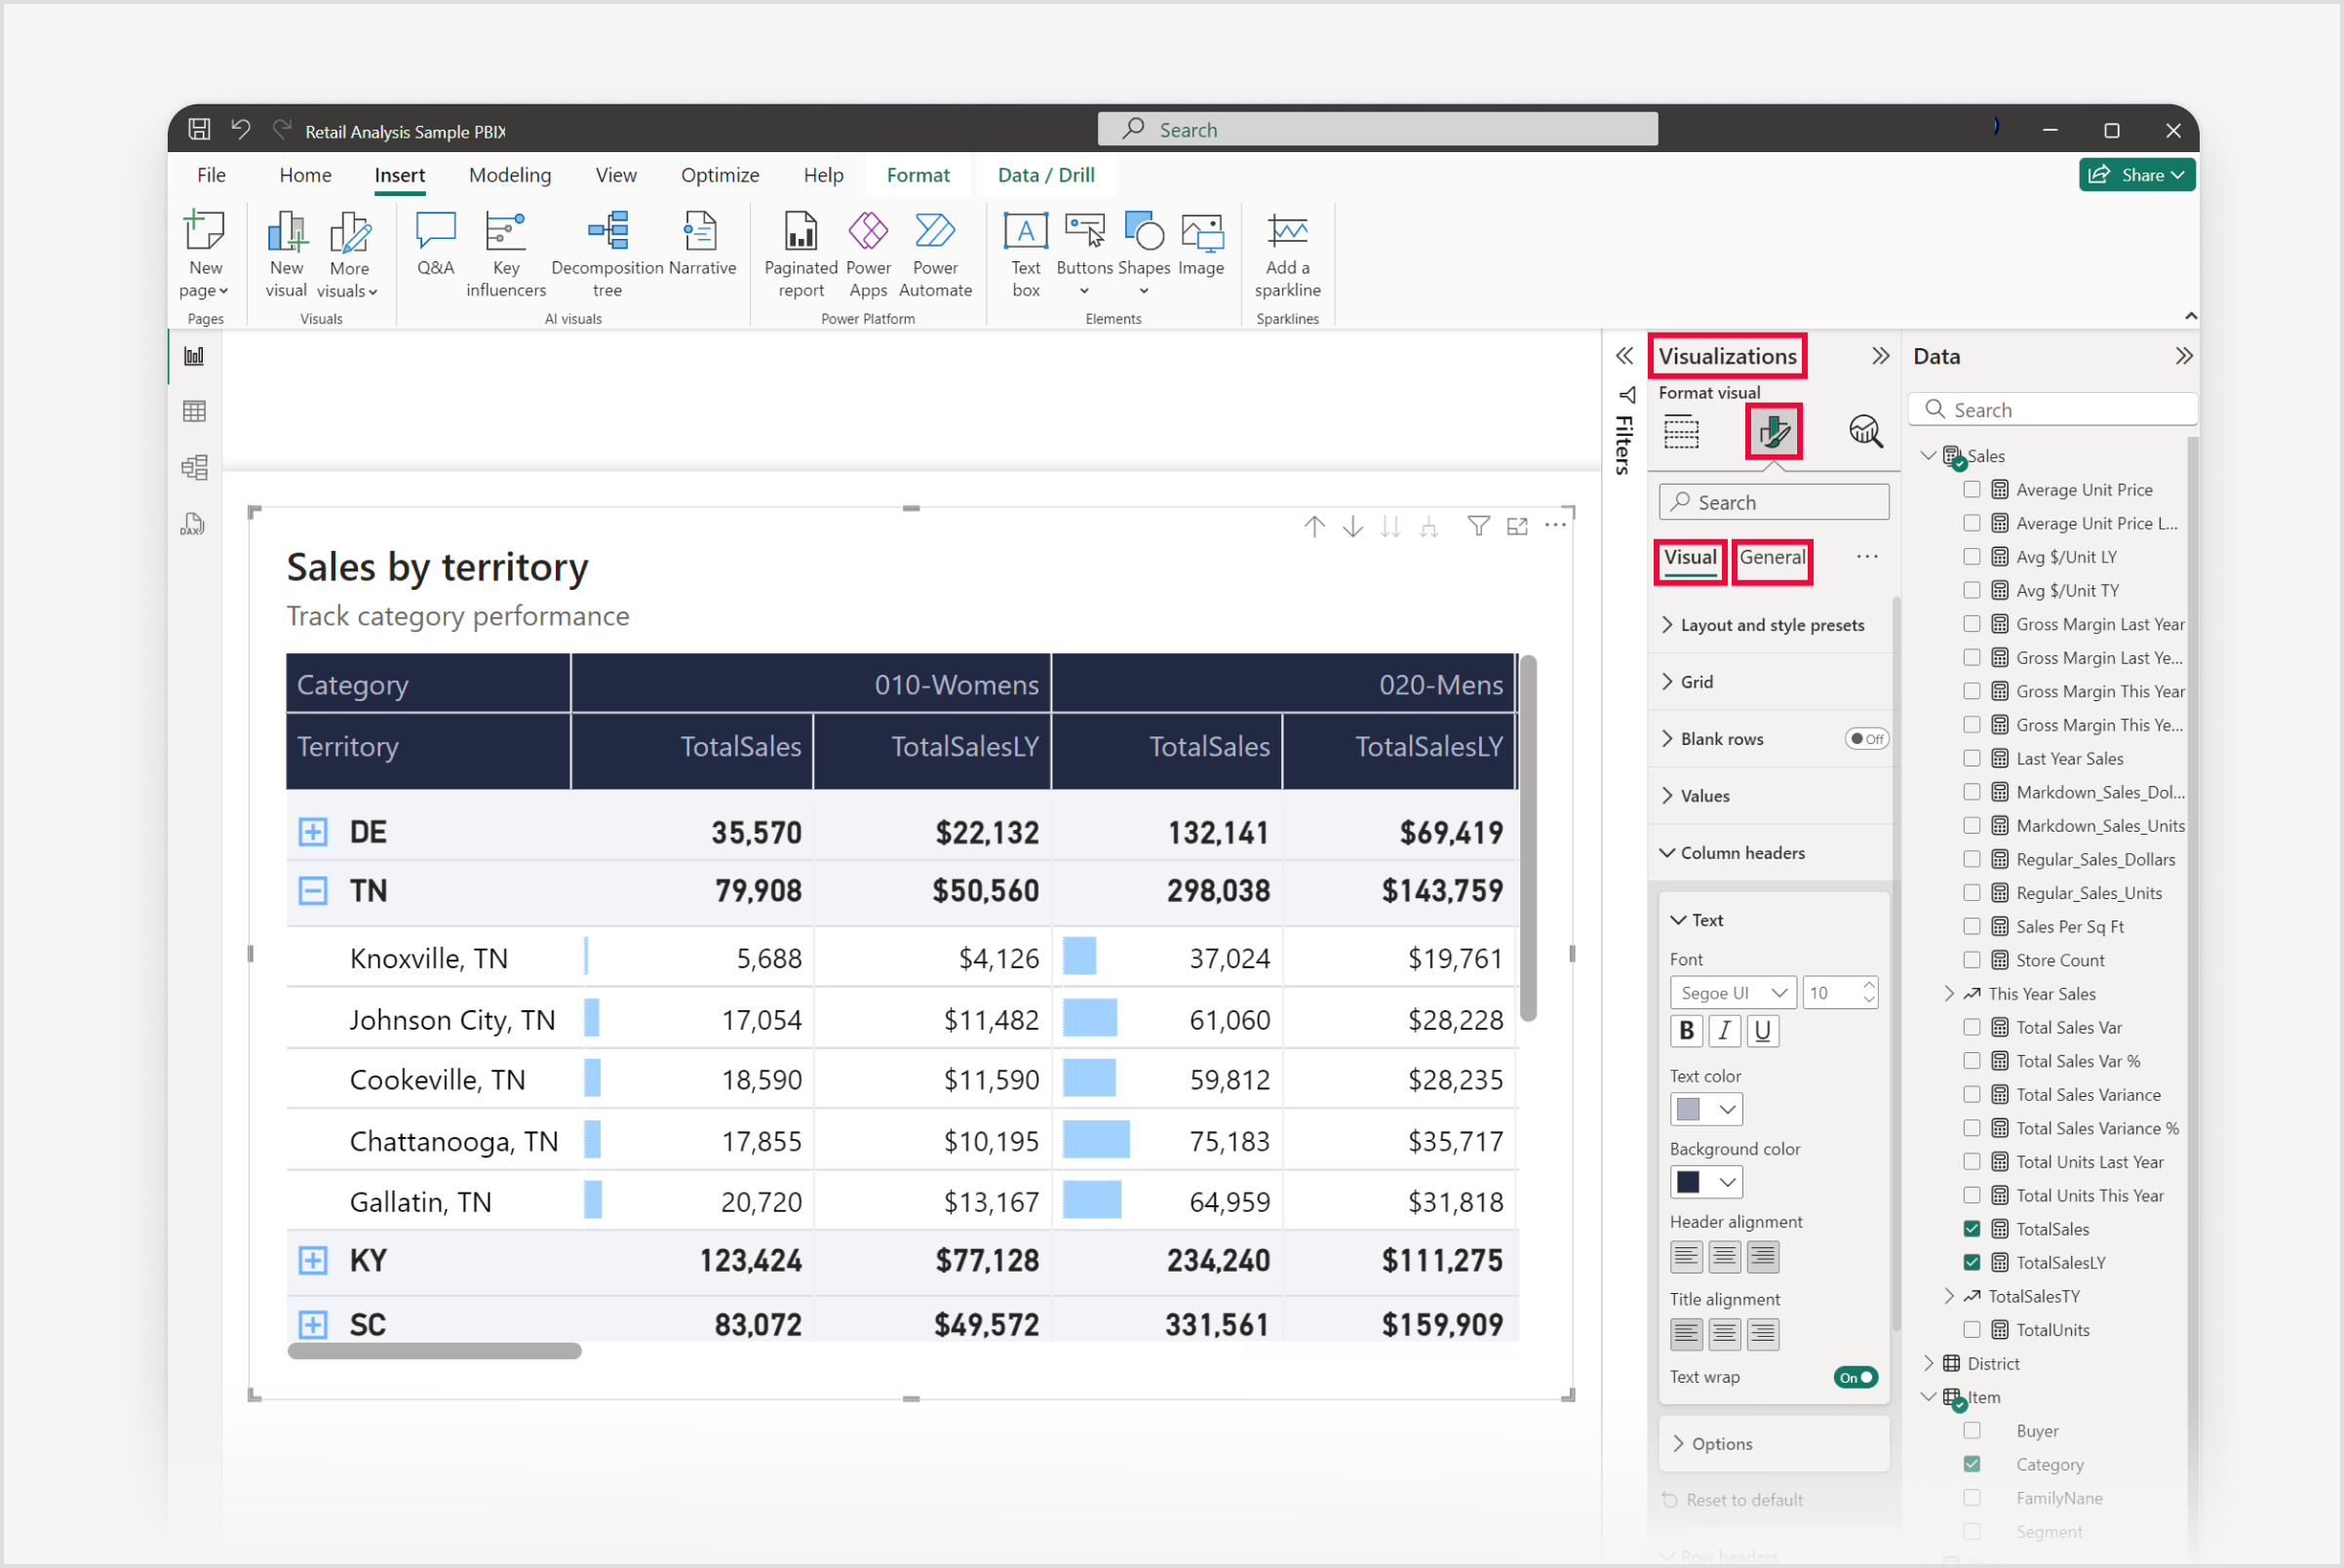 Retail Analysis Sample PBIX
Search
File Home Insert Modeling View Optimize Help Format Data / Drill
Share
New page
New visual
More visuals
Q&A
Key influencers
Decomposition tree
Narrative
Paginated report
Power Apps
Power Automate
Text box
Buttons
Shapes
Image
Add a sparkline
Pages Visuals AI visuals Power Platform Elements Sparklines
DAX
Sales by territory
Track category performance
Category 010-Womens 020-Mens
Territory TotalSales TotalSalesLY TotalSales TotalSalesLY
DE 35,570 $22,132 132,141 $69,419
TN 79,908 $50,560 298,038 $143,759
Knoxville, TN 5,688 $4,126 37,024 $19,761
Johnson City, TN 17,054 $11,482 61,060 $28,228
Cookeville, TN 18,590 $11,590 59,812 $28,235
Chattanooga, TN 17,855 $10,195 75,183 $35,717
Gallatin, TN 20,720 $13,167 64,959 $31,818
KY 123,424 $77,128 234,240 $111,275
SC 83,072 $49,572 331,561 $159,909
Filters
Visualizations
Format visual
Search
Visual General ...
Layout and style presets
Grid
Blank rows Off
Values
Column headers
Text
Font
Segoe UI 10
B I U
Text color
Background color
Header alignment
Title alignment
Text wrap On
Options
Reset to default
Row headers
Data
Search
Sales
Average Unit Price
Average Unit Price L...
Avg $/Unit LY
Avg $/Unit TY
Gross Margin Last Year
Gross Margin Last Ye...
Gross Margin This Year
Gross Margin This Ye...
Last Year Sales
Markdown_Sales_Dol...
Markdown_Sales_Units
Regular_Sales_Dollars
Regular_Sales_Units
Sales Per Sq Ft
Store Count
This Year Sales
Total Sales Var
Total Sales Var %
Total Sales Variance
Total Sales Variance %
Total Units Last Year
Total Units This Year
TotalSales
TotalSalesLY
TotalSalesTY
TotalUnits
District
Item
Buyer
Category
FamilyNane
Segment